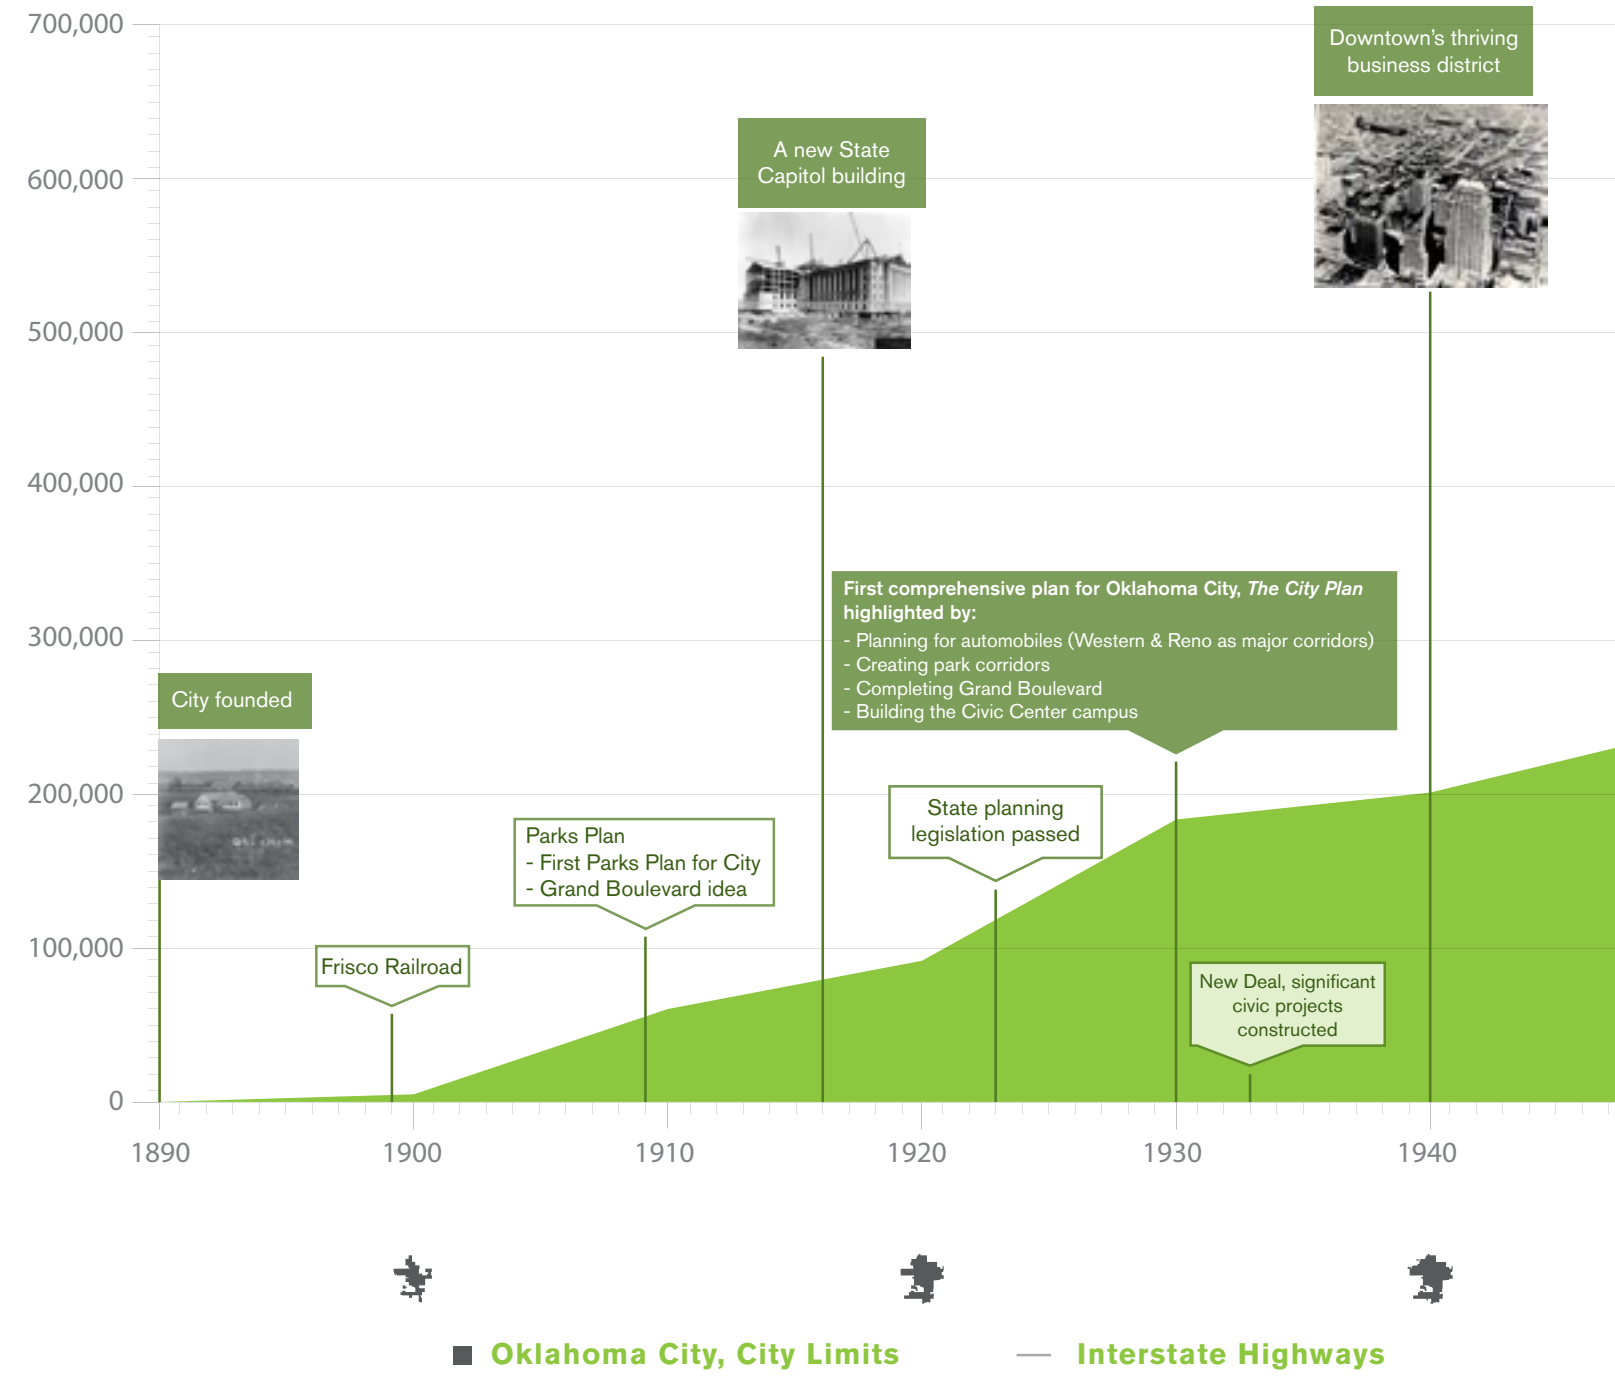 700,000
600,000
500,000
400,000
300,000
200,000
100,000
0
1890
1900
1910
1920
1930
1940
City founded
Frisco Railroad
Parks Plan
- First Parks Plan for City
- Grand Boulevard idea
A new State
Capitol building
State planning
legislation passed
First comprehensive plan for Oklahoma City, The City Plan
highlighted by:
- Planning for automobiles (Western & Reno as major corridors)
- Creating park corridors
- Completing Grand Boulevard
- Building the Civic Center campus
New Deal, significant
civic projects
constructed
Downtown’s thriving
business district
Oklahoma City, City Limits
Interstate Highways